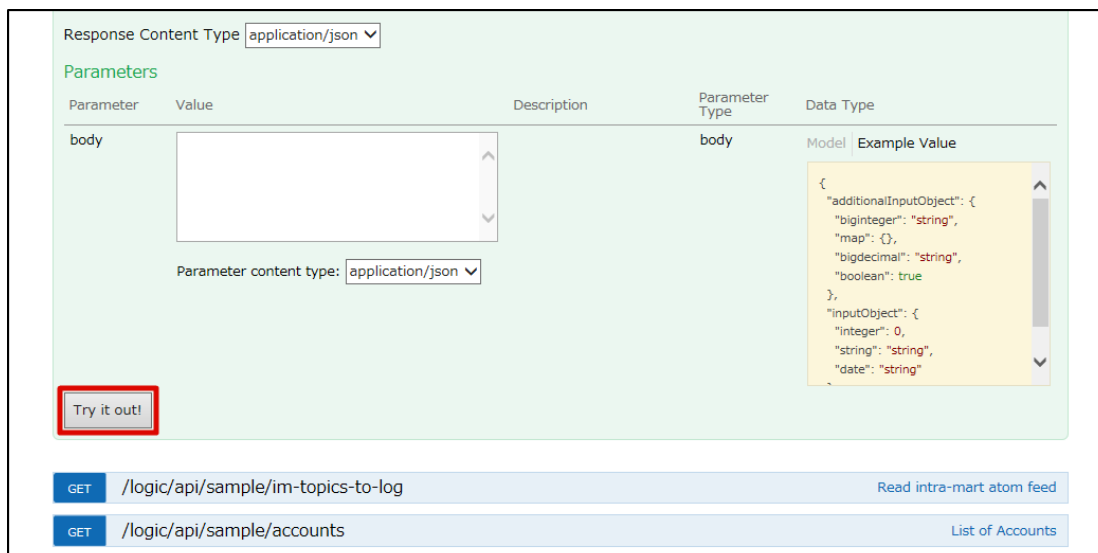 Response Content Type application/json
Parameters
Parameter Value Description Parameter Type Data Type
body body Model Example Value
{
"additionalInputObject": {
"biginteger": "string",
"map": {},
"bigdecimal": "string",
"boolean": true
},
"inputObject": {
"integer": 0,
"string": "string",
"date": "string"
Parameter content type: application/json
Try it out!
GET /logic/api/sample/im-topics-to-log Read intra-mart atom feed
GET /logic/api/sample/accounts List of Accounts